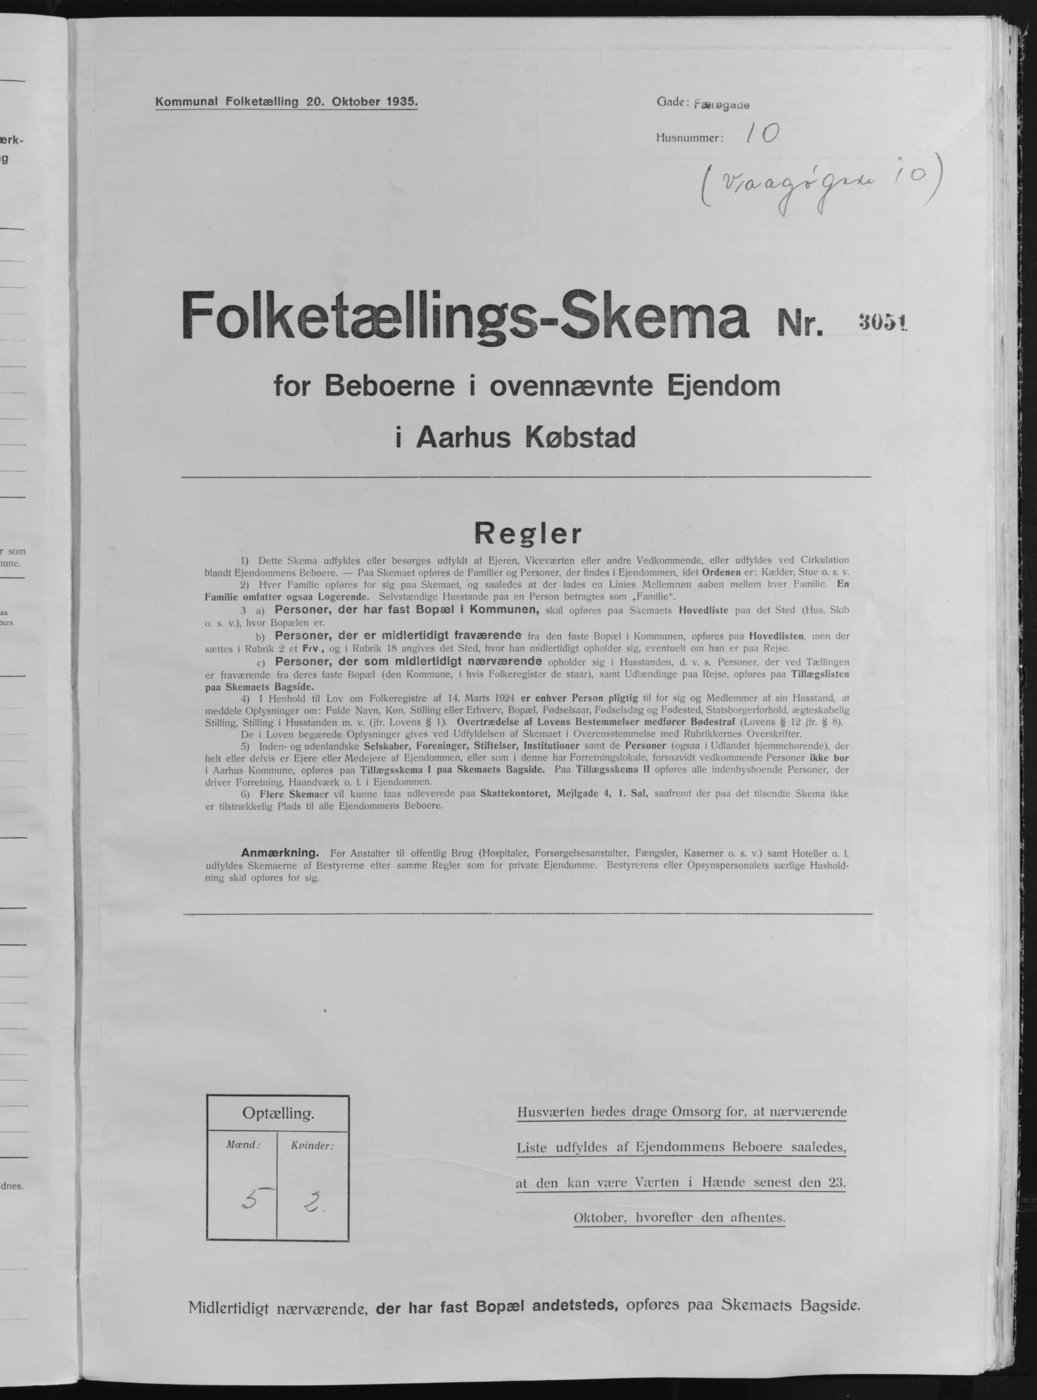 Kommunal Folketælling 20. Oktober 1935.
Gade: Færøgade
Husnummer: 10
(Vaagøgade 10)
Folketællings-Skema Nr. 3051
for Beboerne i ovennævnte Ejendom
i Aarhus Købstad
Regler
1) Dette Skema udfyldes eller besørges udfyldt af Ejeren, Viceværten eller andre Vedkommende, eller udfyldes ved Cirkulation
blandt Ejendommens Beboere. — Paa Skemaet opføres de Familier og Personer, der findes i Ejendommen, idet Ordenen er: Kælder, Stue o. s. v.
2) Hver Familie opføres for sig paa Skemaet, og saaledes at der lades en Linies Mellemrum aaben mellem hver Familie. En
Familie omfatter ogsaa Logerende. Selvstændige Husstande paa en Person betragtes som „Familie“.
3 a) Personer, der har fast Bopæl i Kommunen, skal opføres paa Skemaets Hovedliste paa det Sted (Hus, Skib
o. s. v.), hvor Bopælen er.
b) Personer, der er midlertidigt fraværende fra den faste Bopæl i Kommunen, opføres paa Hovedlisten, men der
sættes i Rubrik 2 et Frv., og i Rubrik 18 angives det Sted, hvor han midlertidigt opholder sig, eventuelt om han er paa Rejse.
c) Personer, der som midlertidigt nærværende opholder sig i Husstanden, d. v. s. Personer, der ved Tællingen
er fraværende fra deres faste Bopæl (den Kommune, i hvis Folkeregister de staar), samt Udlændinge paa Rejse, opføres paa Tillægslisten
paa Skemaets Bagside.
4) I Henhold til Lov om Folkeregistre af 14. Marts 1924 er enhver Person pligtig til for sig og Medlemmer af sin Husstand, at
meddele Oplysninger om: Fulde Navn, Køn, Stilling eller Erhverv, Bopæl, Fødselsaar, Fødselsdag og Fødested, Statsborgerforhold, ægteskabelig
Stilling, Stilling i Husstanden m. v. (jfr. Lovens § 1). Overtrædelse af Lovens Bestemmelser medfører Bødestraf (Lovens § 12 jfr. § 8).
De i Loven begærede Oplysninger gives ved Udfyldelsen af Skemaet i Overensstemmelse med Rubrikkernes Overskrifter.
5) Inden- og udenlandske Selskaber, Foreninger, Stiftelser, Institutioner samt de Personer (ogsaa i Udlandet hjemmehørende), der
helt eller delvis er Ejere eller Medejere af Ejendommen, eller som i denne har Forretningslokale, forsaavidt vedkommende Personer ikke bor
i Aarhus Kommune, opføres paa Tillægsskema I paa Skemaets Bagside. Paa Tillægsskema II opføres alle indenbysboende Personer, der
driver Forretning, Haandværk o. l. i Ejendommen.
6) Flere Skemaer vil kunne faas udleverede paa Skattekontoret, Mejlgade 4, 1. Sal, saafremt der paa det tilsendte Skema ikke
er tilstrækkelig Plads til alle Ejendommens Beboere.
Anmærkning. For Anstalter til offentlig Brug (Hospitaler, Forsørgelsesanstalter, Fængsler, Kaserner o. s. v.) samt Hoteller o. l.
udfyldes Skemaerne af Bestyrerne efter samme Regler som for private Ejendomme. Bestyrerens eller Opsynspersonalets særlige Hushold-
ning skal opføres for sig.
Optælling.
Mænd: Kvinder:
5 2.
Husværten bedes drage Omsorg for, at nærværende
Liste udfyldes af Ejendommens Beboere saaledes,
at den kan være Værten i Hænde senest den 23.
Oktober, hvorefter den afhentes.
Midlertidigt nærværende, der har fast Bopæl andetsteds, opføres paa Skemaets Bagside.
ærk-
g
r som
nune.
aa
bers
dnes.